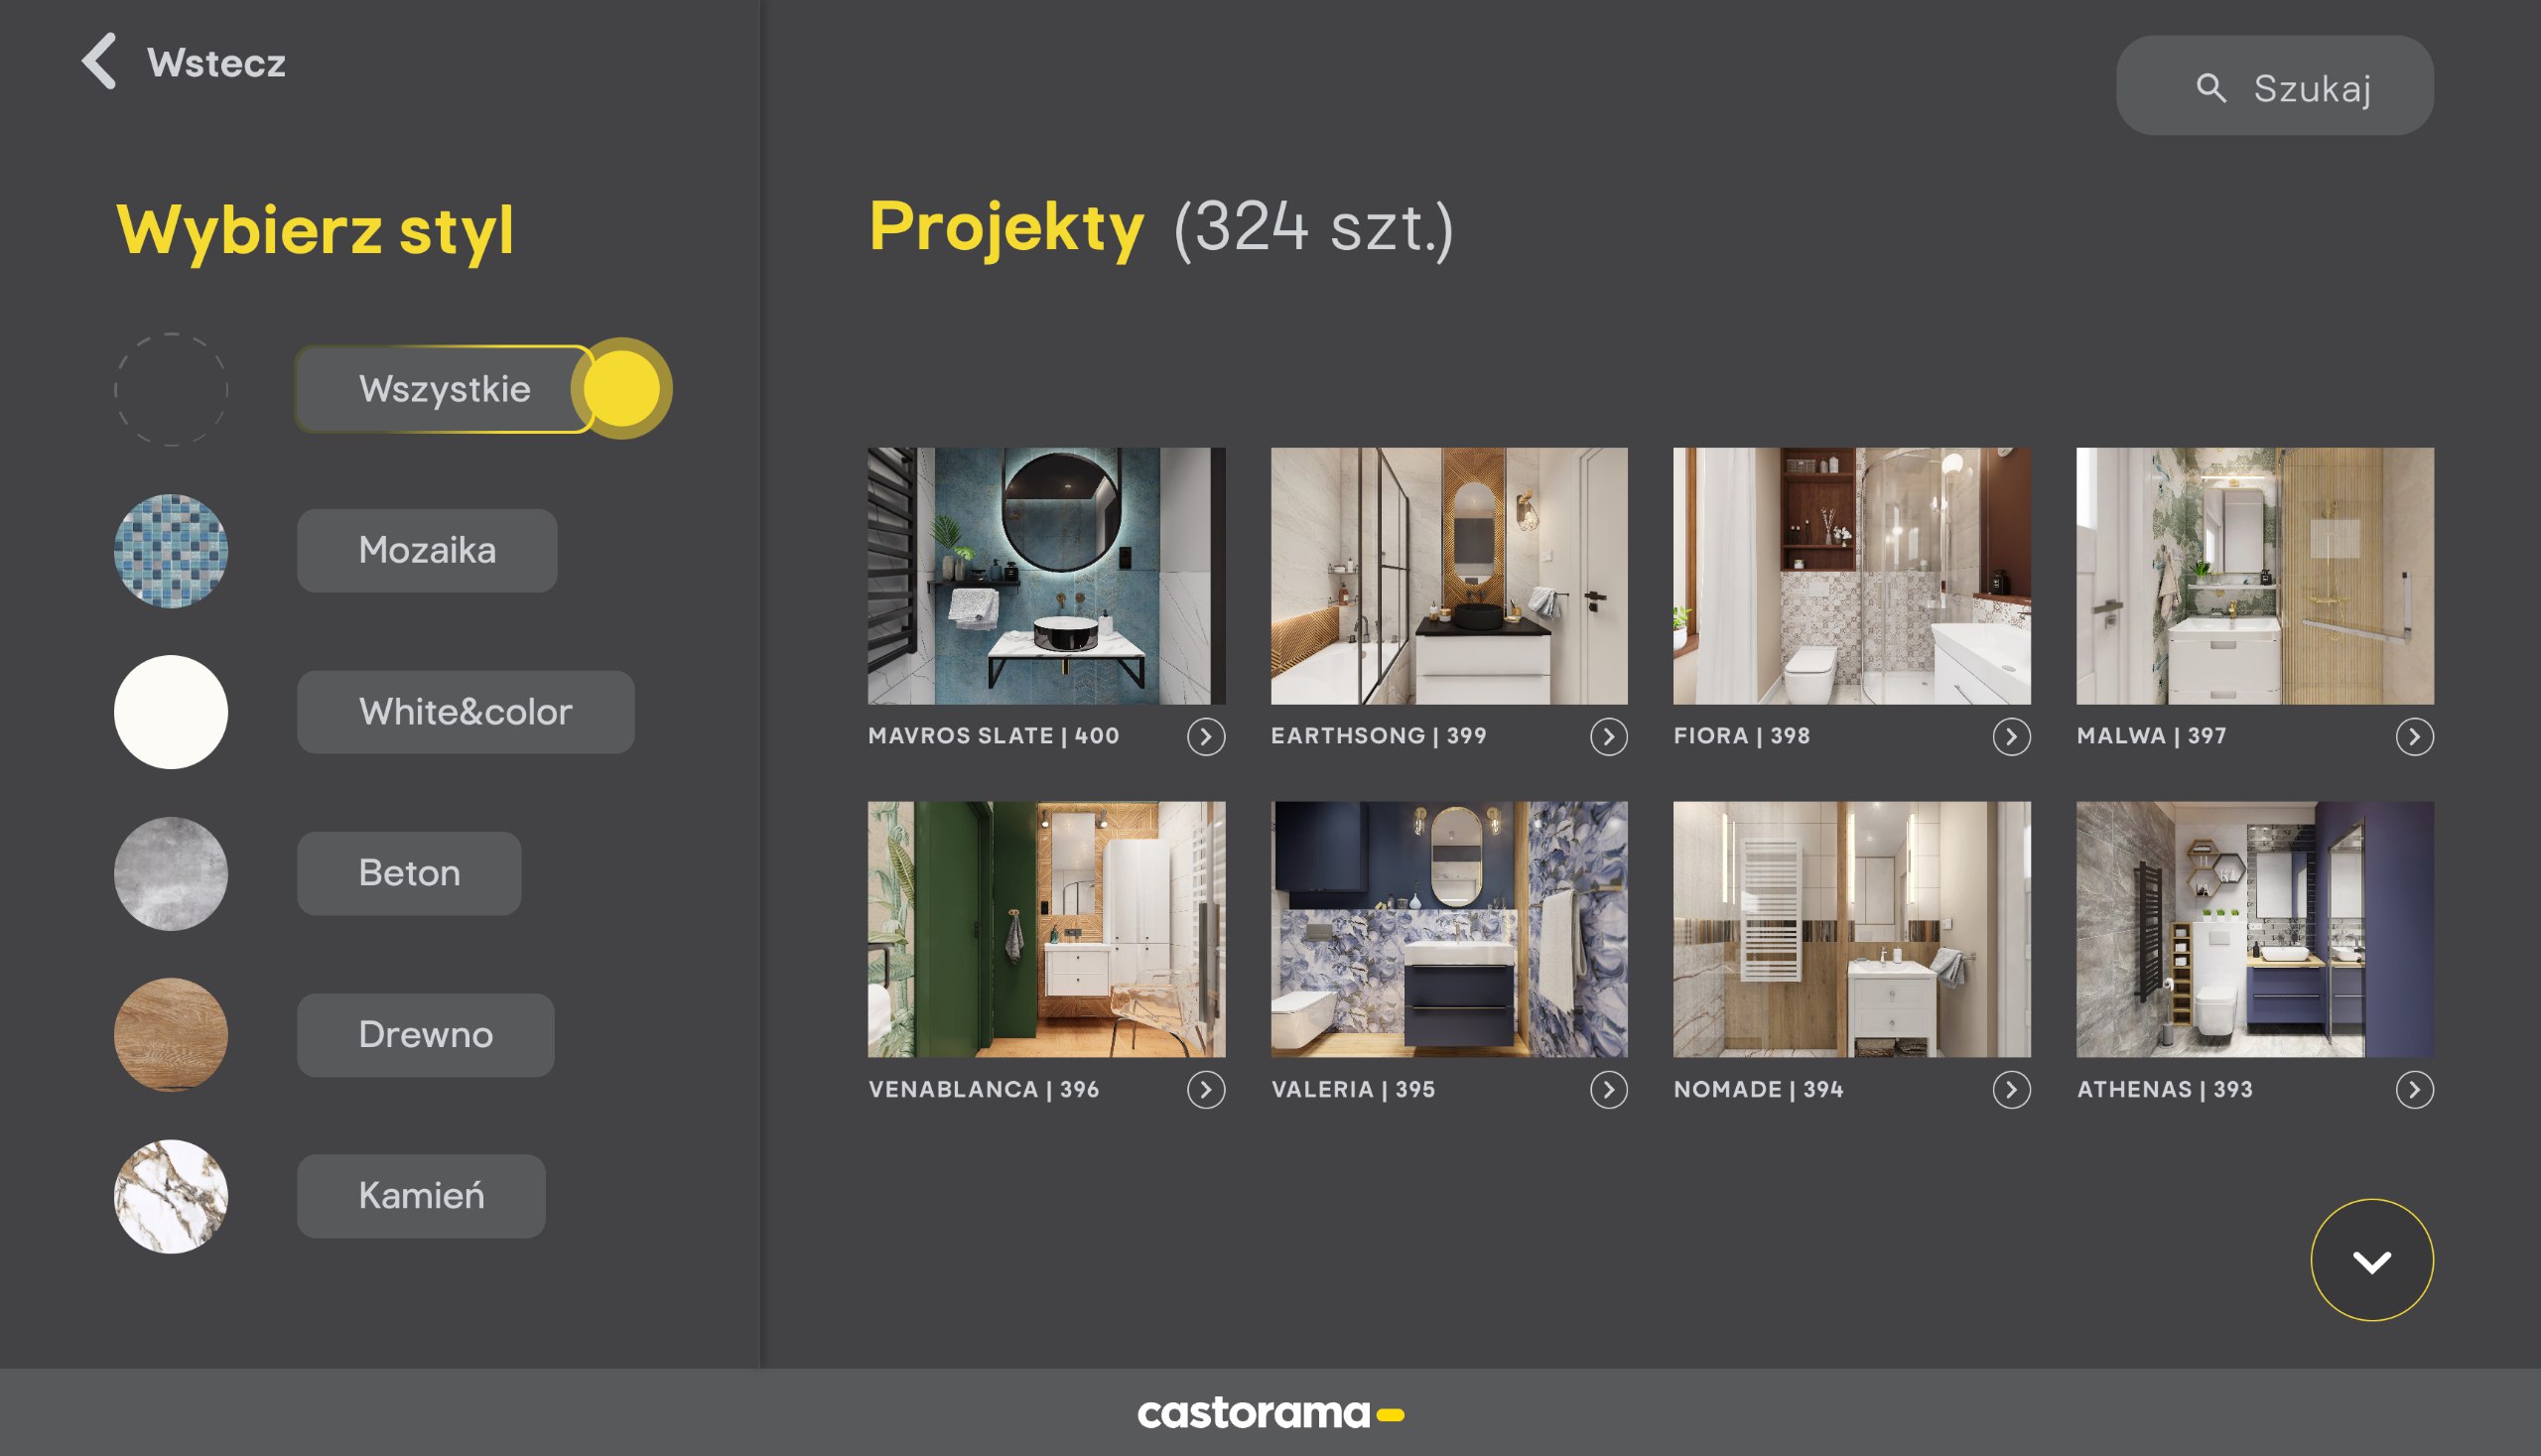 Wstecz
Szukaj
Wybierz styl
Projekty (324 szt.)
Wszystkie
Mozaika
White&color
Beton
Drewno
Kamień
MAVROS SLATE | 400
EARTHSONG | 399
FIORA | 398
MALWA | 397
VENABLANCA | 396
VALERIA | 395
NOMADE | 394
ATHENAS | 393
castorama